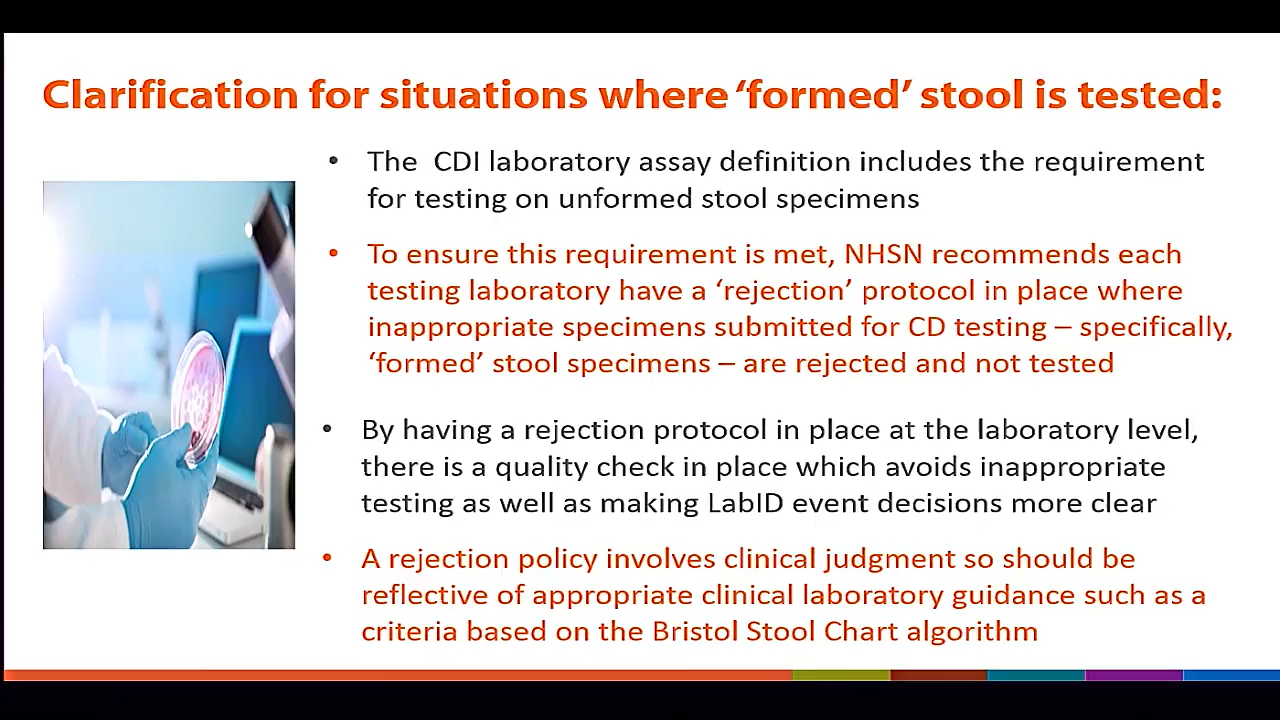 Clarification for situations where ‘formed’ stool is tested:
• The CDI laboratory assay definition includes the requirement
for testing on unformed stool specimens
• To ensure this requirement is met, NHSN recommends each
testing laboratory have a ‘rejection’ protocol in place where
inappropriate specimens submitted for CD testing – specifically,
‘formed’ stool specimens – are rejected and not tested
• By having a rejection protocol in place at the laboratory level,
there is a quality check in place which avoids inappropriate
testing as well as making LabID event decisions more clear
• A rejection policy involves clinical judgment so should be
reflective of appropriate clinical laboratory guidance such as a
criteria based on the Bristol Stool Chart algorithm